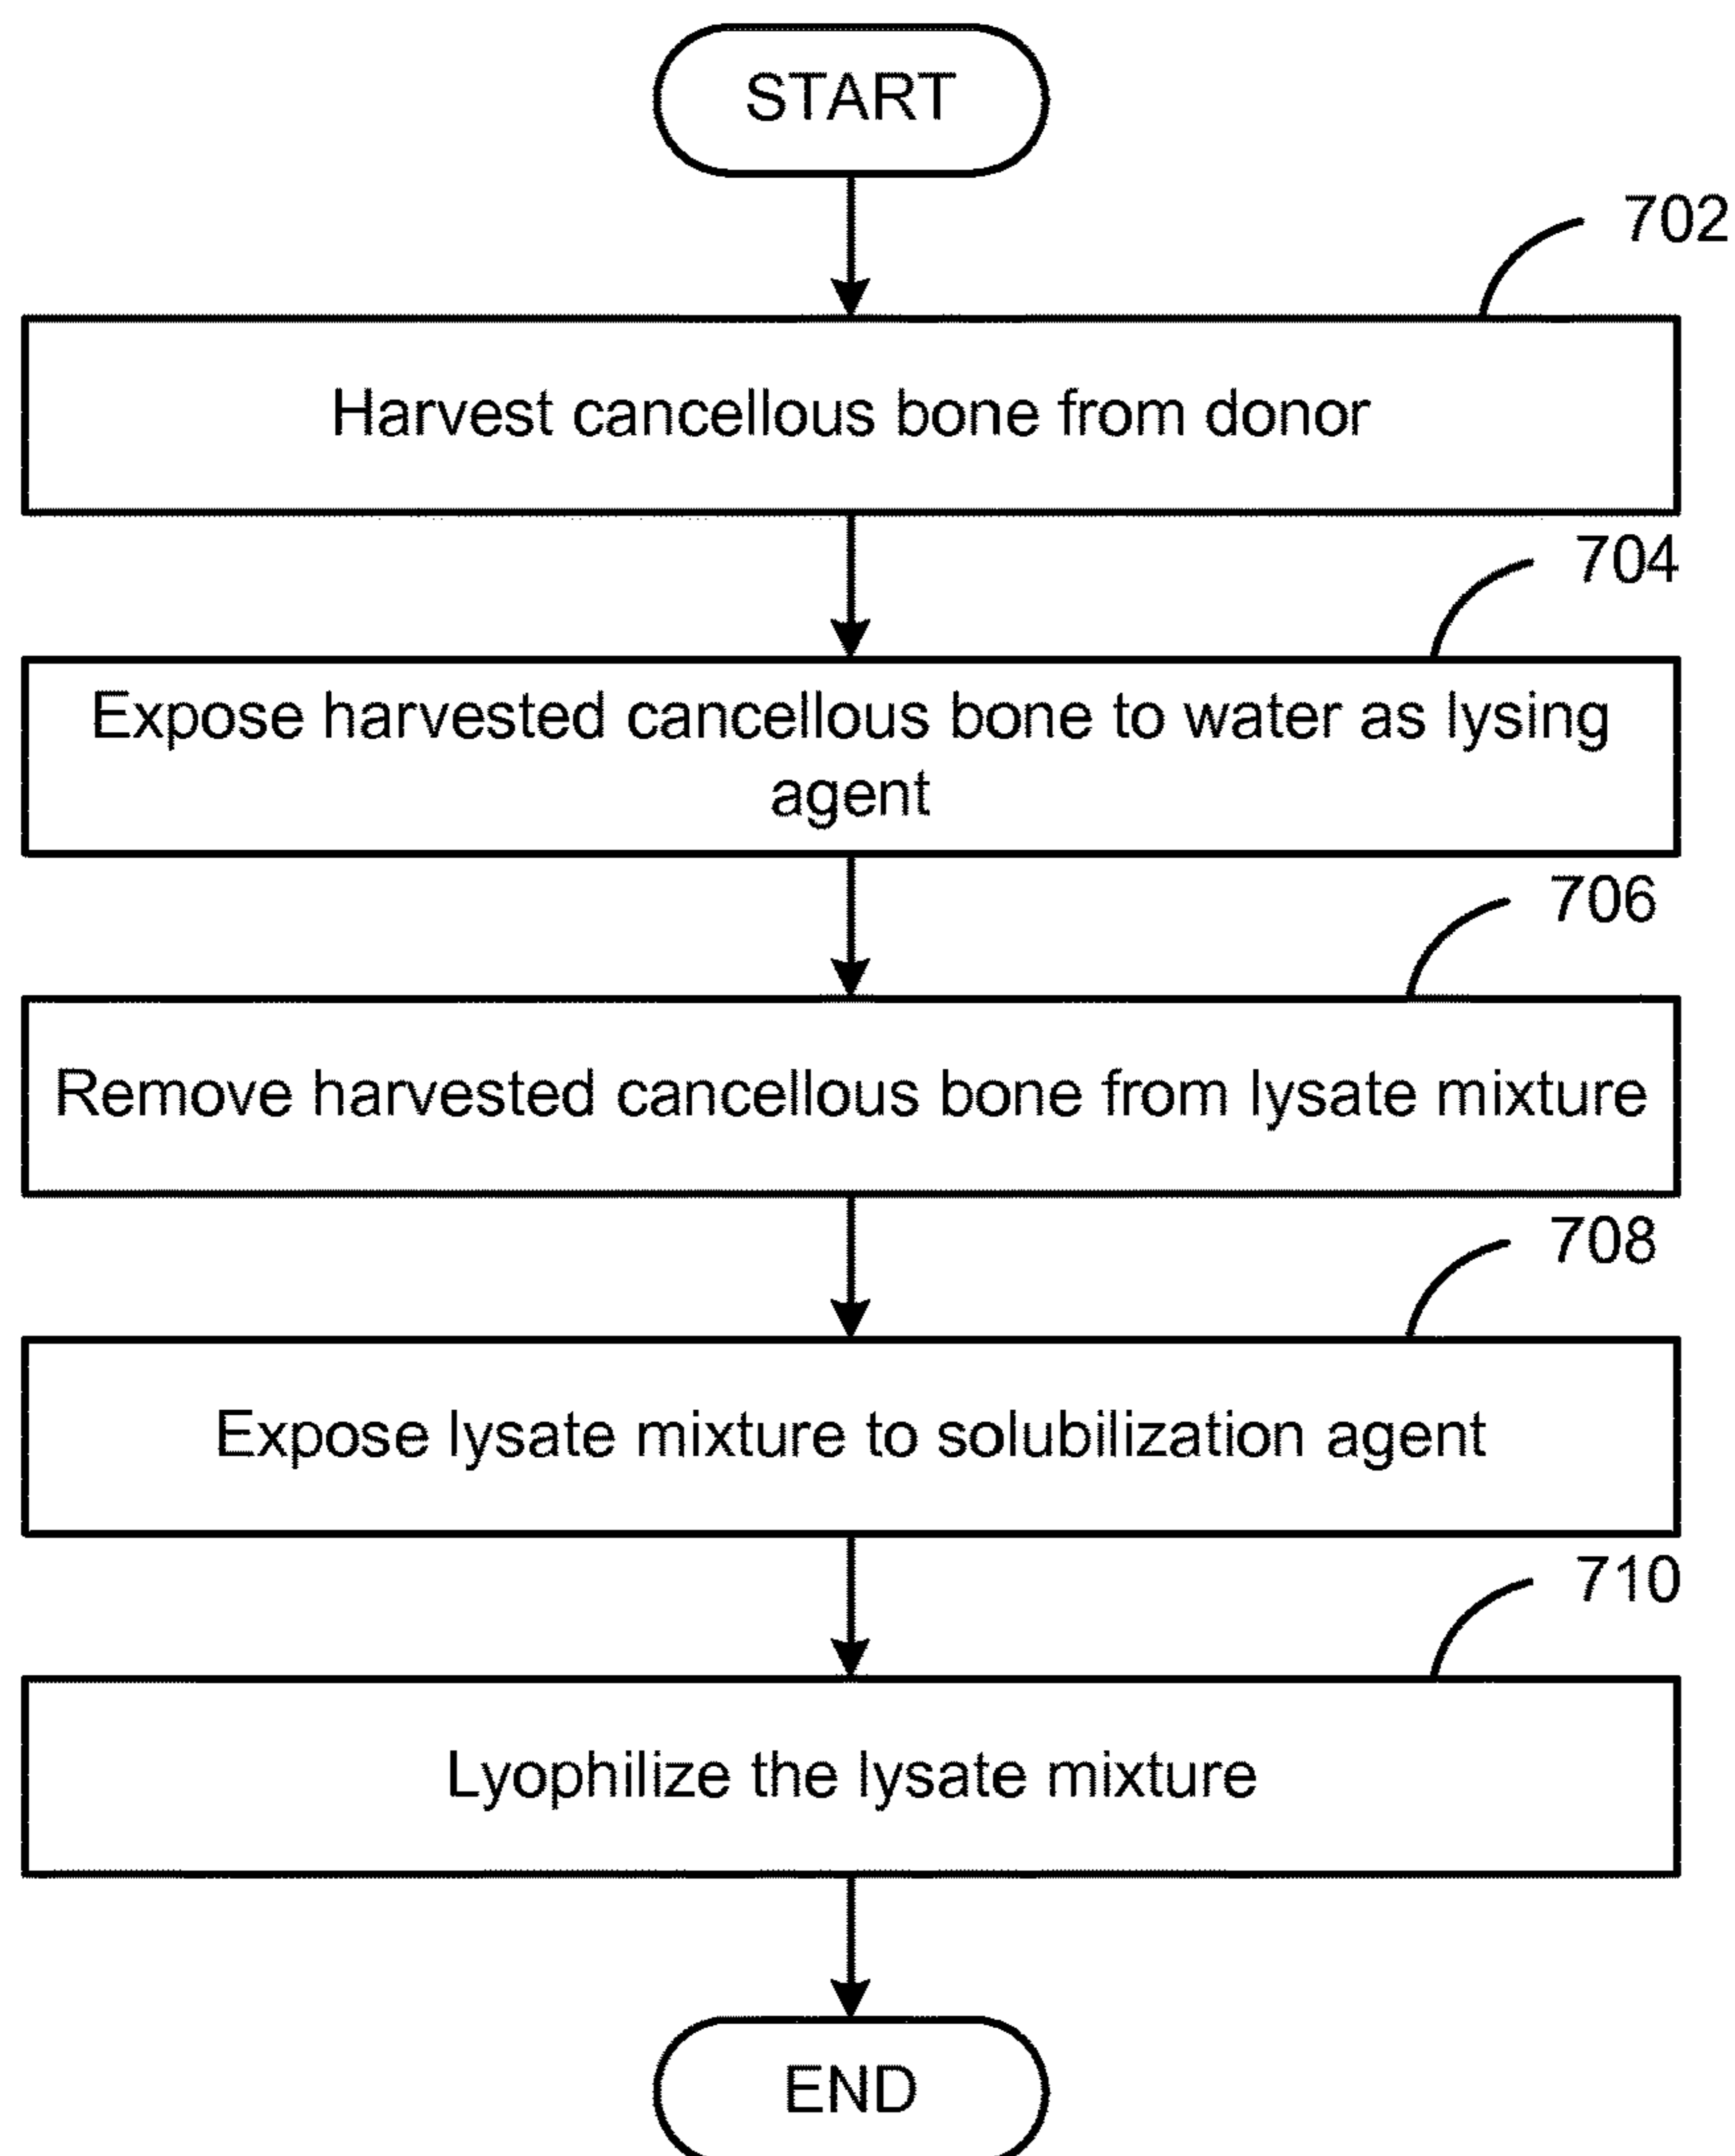 START
702
Harvest cancellous bone from donor
704
Expose harvested cancellous bone to water as lysing
agent
706
Remove harvested cancellous bone from lysate mixture
708
Expose lysate mixture to solubilization agent
710
Lyophilize the lysate mixture
END